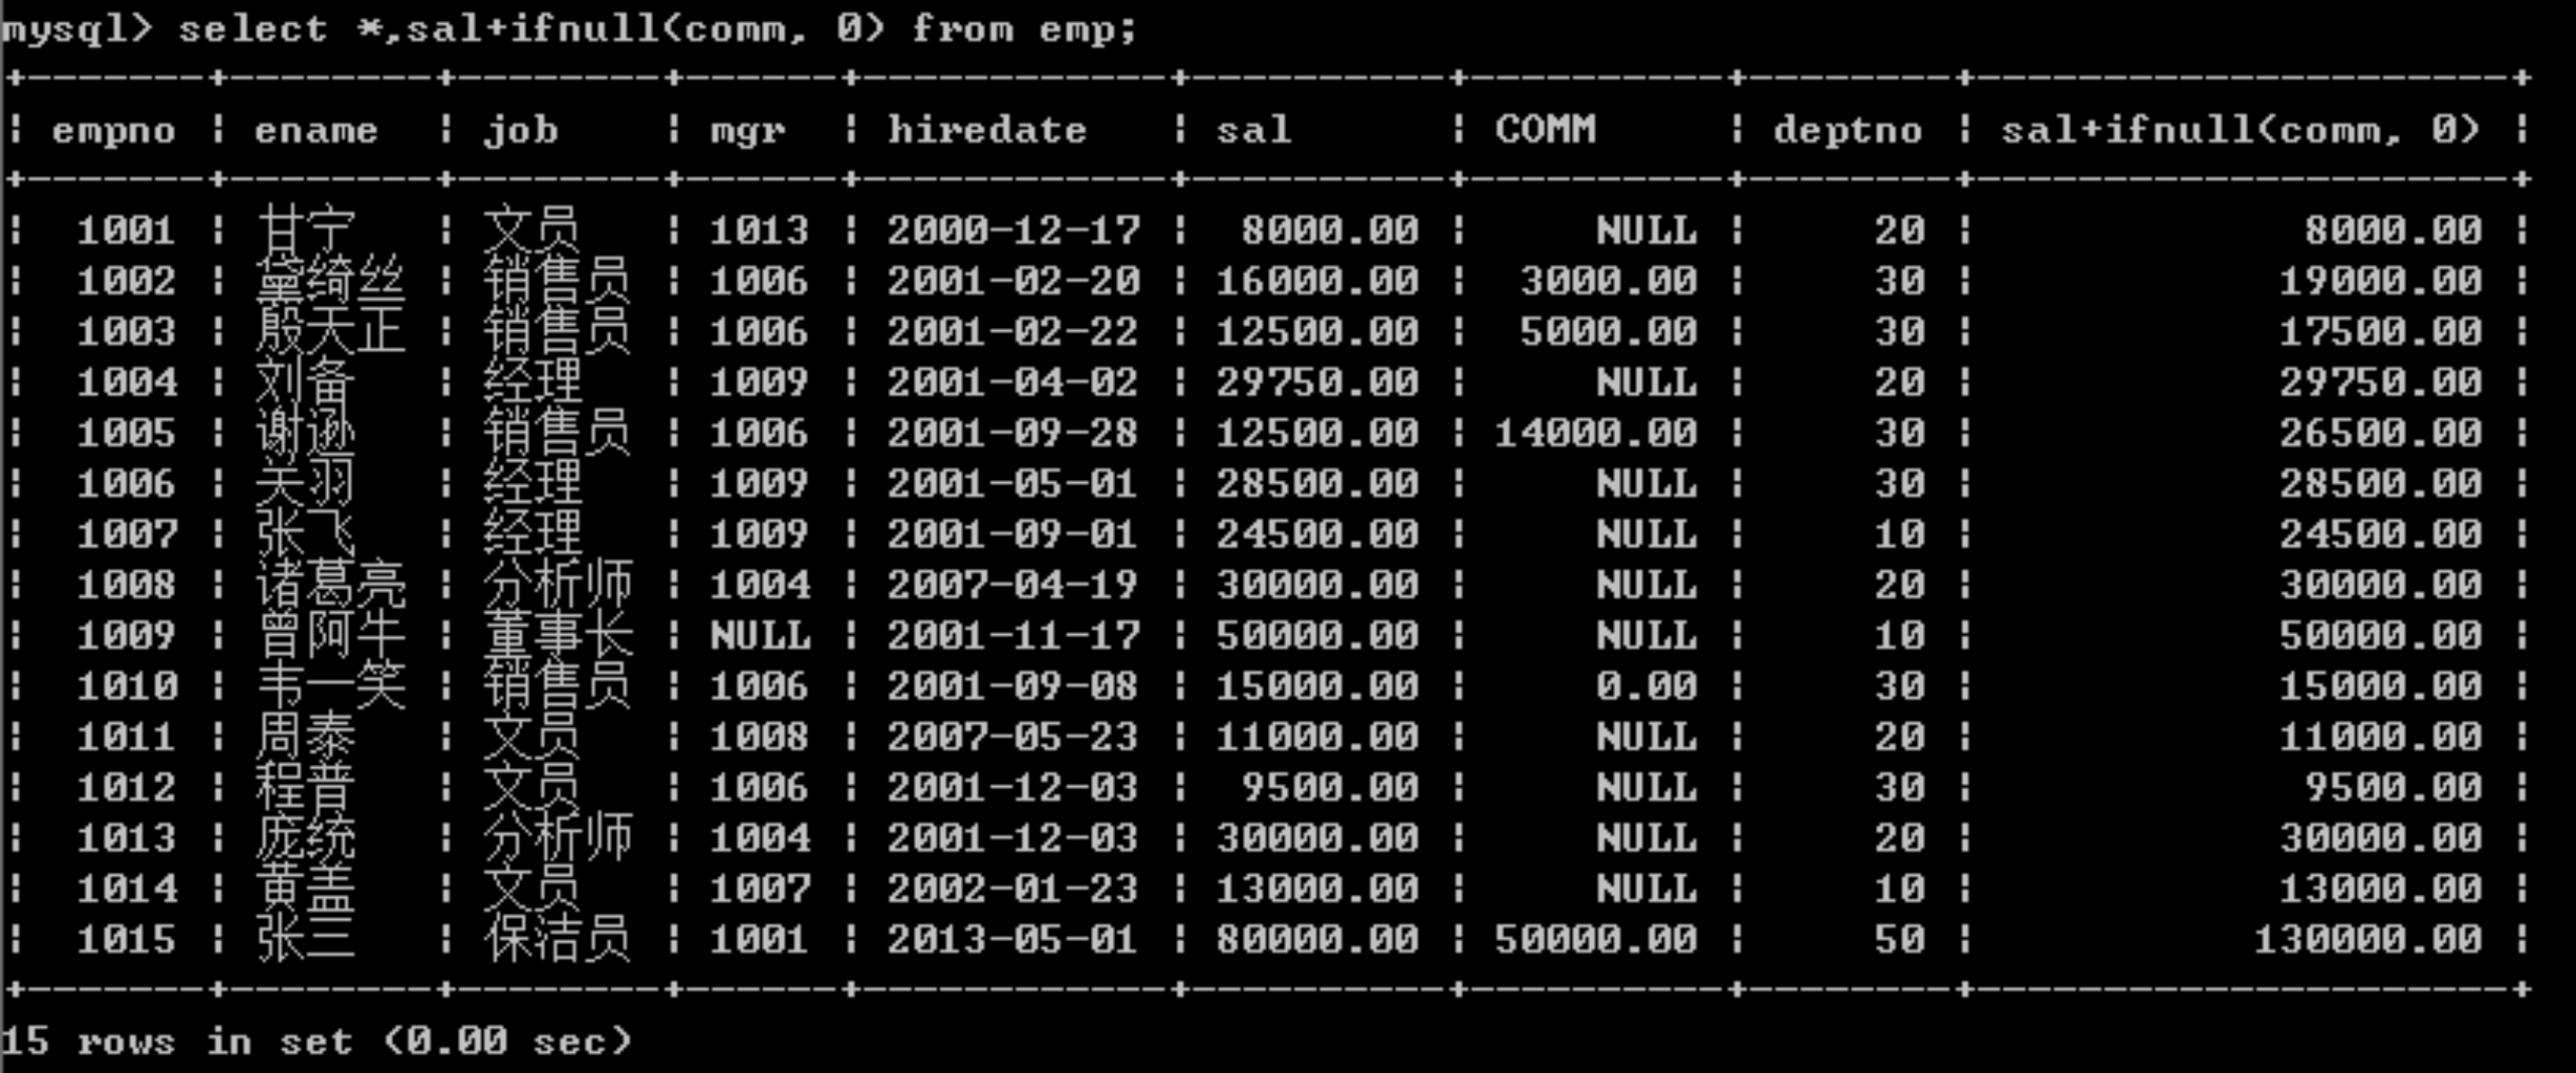 mysql> select *,sal+ifnull(comm, 0) from emp;
+-------+--------+--------+------+------------+----------+----------+--------+---------------------+
| empno | ename | job | mgr | hiredate | sal | COMM | deptno | sal+ifnull(comm, 0) |
+-------+--------+--------+------+------------+----------+----------+--------+---------------------+
| 1001 | 甘宁 | 文员 | 1013 | 2000-12-17 | 8000.00 | NULL | 20 | 8000.00 |
| 1002 | 黛绮丝 | 销售员 | 1006 | 2001-02-20 | 16000.00 | 3000.00 | 30 | 19000.00 |
| 1003 | 殷天正 | 销售员 | 1006 | 2001-02-22 | 12500.00 | 5000.00 | 30 | 17500.00 |
| 1004 | 刘备 | 经理 | 1009 | 2001-04-02 | 29750.00 | NULL | 20 | 29750.00 |
| 1005 | 谢逊 | 销售员 | 1006 | 2001-09-28 | 12500.00 | 14000.00 | 30 | 26500.00 |
| 1006 | 关羽 | 经理 | 1009 | 2001-05-01 | 28500.00 | NULL | 30 | 28500.00 |
| 1007 | 张飞 | 经理 | 1009 | 2001-09-01 | 24500.00 | NULL | 10 | 24500.00 |
| 1008 | 诸葛亮 | 分析师 | 1004 | 2007-04-19 | 30000.00 | NULL | 20 | 30000.00 |
| 1009 | 曾阿牛 | 董事长 | NULL | 2001-11-17 | 50000.00 | NULL | 10 | 50000.00 |
| 1010 | 韦一笑 | 销售员 | 1006 | 2001-09-08 | 15000.00 | 0.00 | 30 | 15000.00 |
| 1011 | 周泰 | 文员 | 1008 | 2007-05-23 | 11000.00 | NULL | 20 | 11000.00 |
| 1012 | 程普 | 文员 | 1006 | 2001-12-03 | 9500.00 | NULL | 30 | 9500.00 |
| 1013 | 庞统 | 分析师 | 1004 | 2001-12-03 | 30000.00 | NULL | 20 | 30000.00 |
| 1014 | 黄盖 | 文员 | 1007 | 2002-01-23 | 13000.00 | NULL | 10 | 13000.00 |
| 1015 | 张三 | 保洁员 | 1001 | 2013-05-01 | 80000.00 | 50000.00 | 50 | 130000.00 |
+-------+--------+--------+------+------------+----------+----------+--------+---------------------+
15 rows in set (0.00 sec)